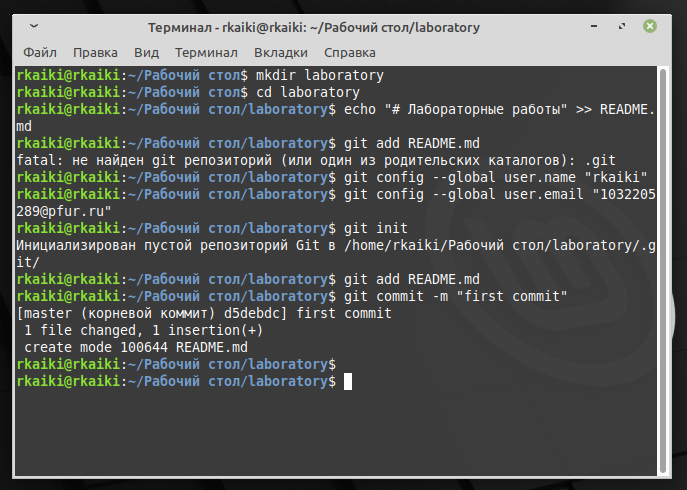 Терминал - rkaiki@rkaiki: ~/Рабочий стол/laboratory
Файл Правка Вид Терминал Вкладки Справка
rkaiki@rkaiki:~/Рабочий стол$ mkdir laboratory
rkaiki@rkaiki:~/Рабочий стол$ cd laboratory
rkaiki@rkaiki:~/Рабочий стол/laboratory$ echo "# Лабораторные работы" >> README.
md
rkaiki@rkaiki:~/Рабочий стол/laboratory$ git add README.md
fatal: не найден git репозиторий (или один из родительских каталогов): .git
rkaiki@rkaiki:~/Рабочий стол/laboratory$ git config --global user.name "rkaiki"
rkaiki@rkaiki:~/Рабочий стол/laboratory$ git config --global user.email "1032205
289@pfur.ru"
rkaiki@rkaiki:~/Рабочий стол/laboratory$ git init
Инициализирован пустой репозиторий Git в /home/rkaiki/Рабочий стол/laboratory/.g
it/
rkaiki@rkaiki:~/Рабочий стол/laboratory$ git add README.md
rkaiki@rkaiki:~/Рабочий стол/laboratory$ git commit -m "first commit"
[master (корневой коммит) d5debdc] first commit
 1 file changed, 1 insertion(+)
 create mode 100644 README.md
rkaiki@rkaiki:~/Рабочий стол/laboratory$
rkaiki@rkaiki:~/Рабочий стол/laboratory$